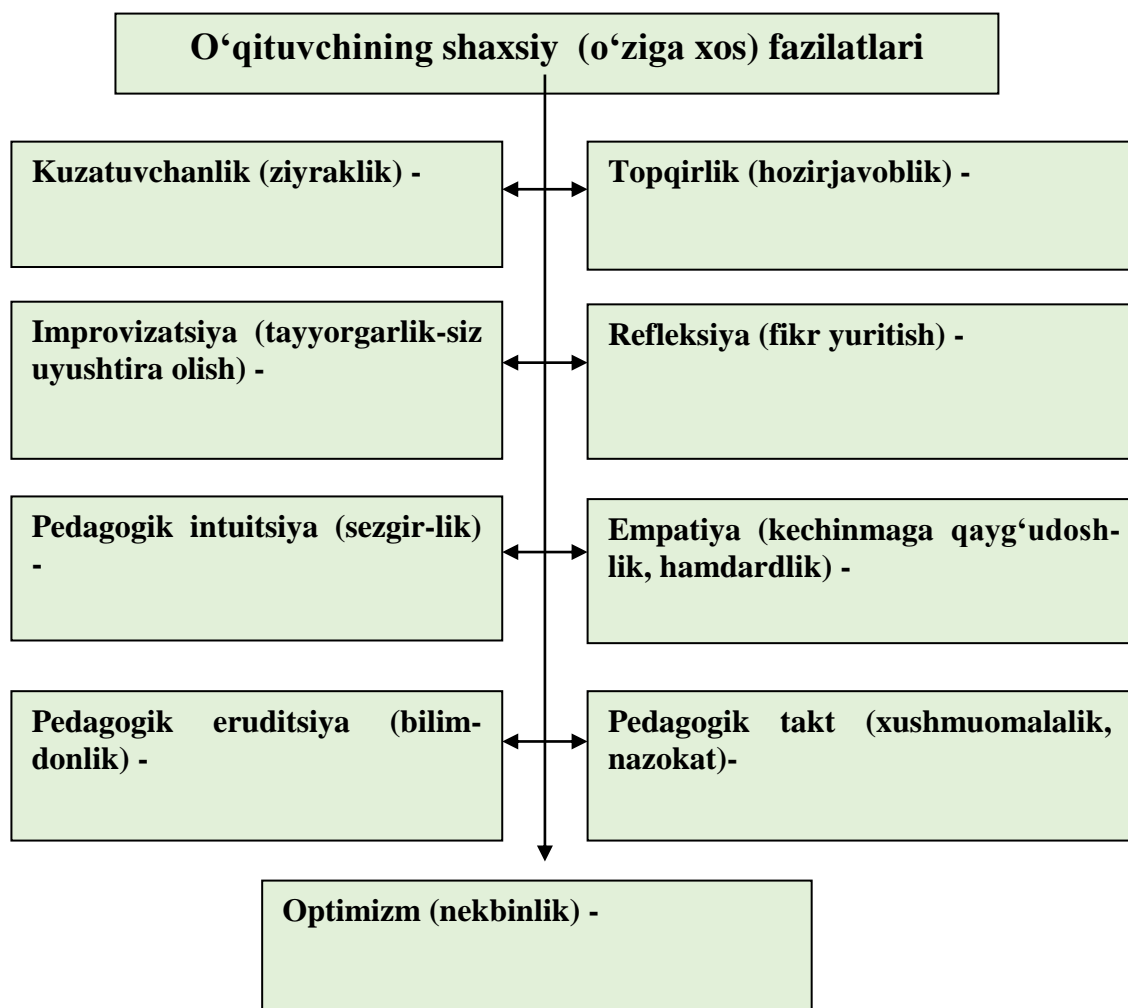 O‘qituvchining shaxsiy (o‘ziga xos) fazilatlari
Kuzatuvchanlik (ziyraklik) -
Topqirlik (hozirjavoblik) -
Improvizatsiya (tayyorgarlik-siz
uyushtira olish) -
Refleksiya (fikr yuritish) -
Pedagogik intuitsiya (sezgir-lik)
-
Empatiya (kechinmaga qayg‘udosh-
lik, hamdardlik) -
Pedagogik eruditsiya (bilim-
donlik) -
Pedagogik takt (xushmuomalalik,
nazokat)-
Optimizm (nekbinlik) -